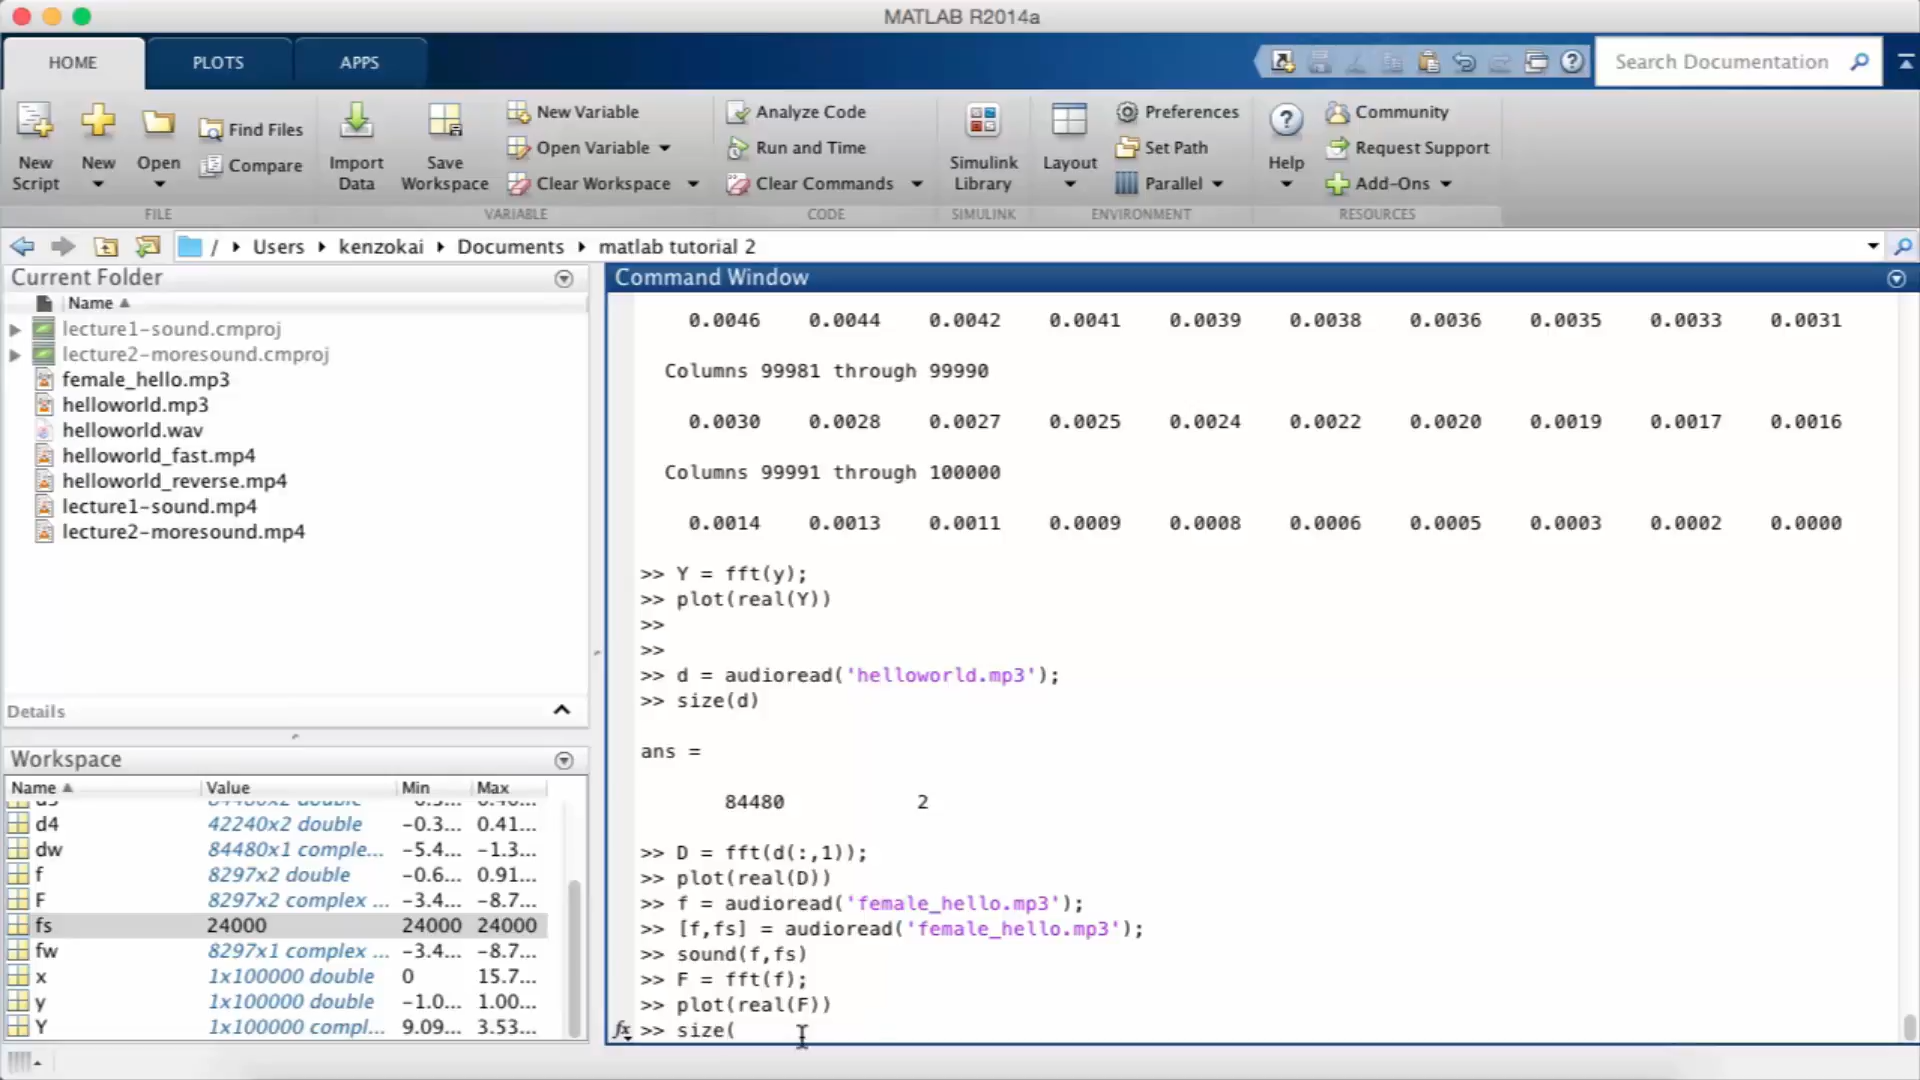 MATLAB R2014a
HOME PLOTS APPS
Search Documentation
New Script
New
Open
Find Files
Compare
Import Data
Save Workspace
New Variable
Open Variable
Clear Workspace
Analyze Code
Run and Time
Clear Commands
Simulink Library
Layout
Preferences
Set Path
Parallel
Help
Community
Request Support
Add-Ons
FILE VARIABLE CODE SIMULINK ENVIRONMENT RESOURCES
/ Users kenzokai Documents matlab tutorial 2
Current Folder
Name
lecture1-sound.cmproj
lecture2-moresound.cmproj
female_hello.mp3
helloworld.mp3
helloworld.wav
helloworld_fast.mp4
helloworld_reverse.mp4
lecture1-sound.mp4
lecture2-moresound.mp4
Details
Workspace
Name Value Min Max
d4 42240x2 double -0.3... 0.41...
dw 84480x1 comple... -5.4... -1.3...
f 8297x2 double -0.6... 0.91...
F 8297x2 complex ... -3.4... -8.7...
fs 24000 24000 24000
fw 8297x1 complex ... -3.4... -8.7...
x 1x100000 double 0 15.7...
y 1x100000 double -1.0... 1.00...
Y 1x100000 compl... 9.09... 3.53...
Command Window
0.0046 0.0044 0.0042 0.0041 0.0039 0.0038 0.0036 0.0035 0.0033 0.0031
Columns 99981 through 99990
0.0030 0.0028 0.0027 0.0025 0.0024 0.0022 0.0020 0.0019 0.0017 0.0016
Columns 99991 through 100000
0.0014 0.0013 0.0011 0.0009 0.0008 0.0006 0.0005 0.0003 0.0002 0.0000
>> Y = fft(y);
>> plot(real(Y))
>>
>>
>> d = audioread('helloworld.mp3');
>> size(d)
ans =
84480 2
>> D = fft(d(:,1));
>> plot(real(D))
>> f = audioread('female_hello.mp3');
>> [f,fs] = audioread('female_hello.mp3');
>> sound(f,fs)
>> F = fft(f);
>> plot(real(F))
fx >> size(